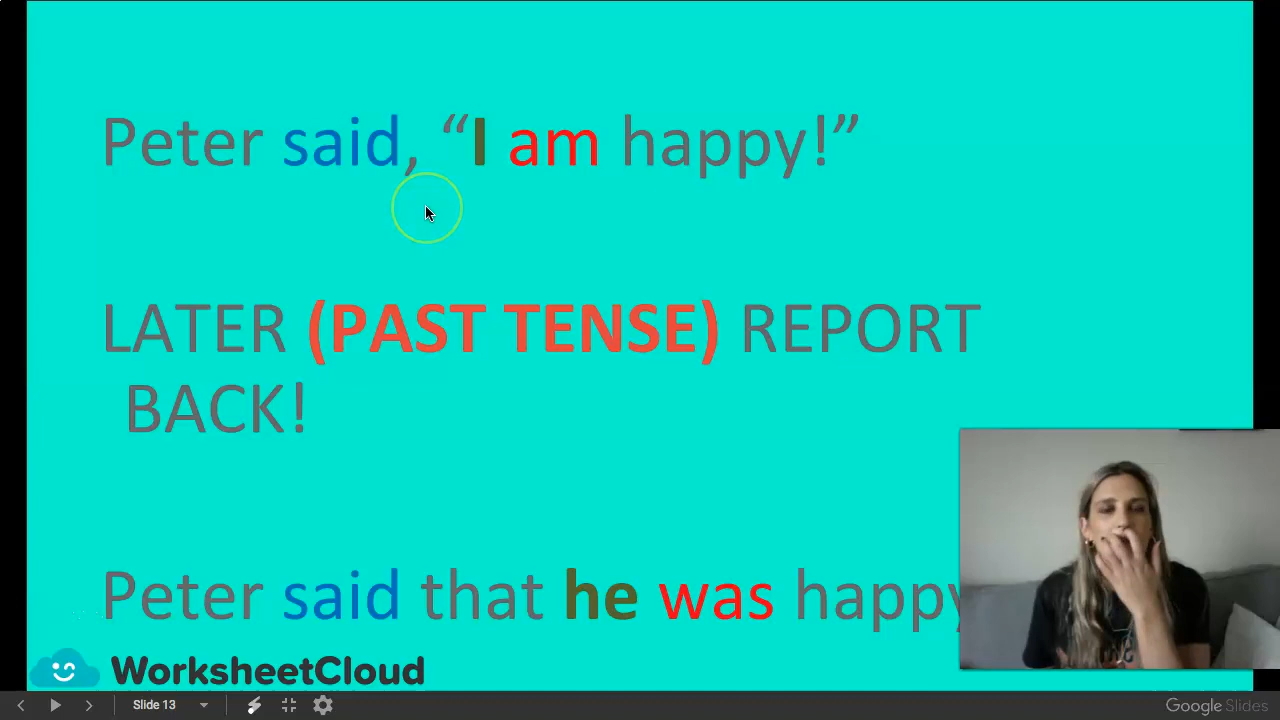 Peter said, “I am happy!”
LATER (PAST TENSE) REPORT
BACK!
Peter said that he was happy
WorksheetCloud
Slide 13
Google Slides